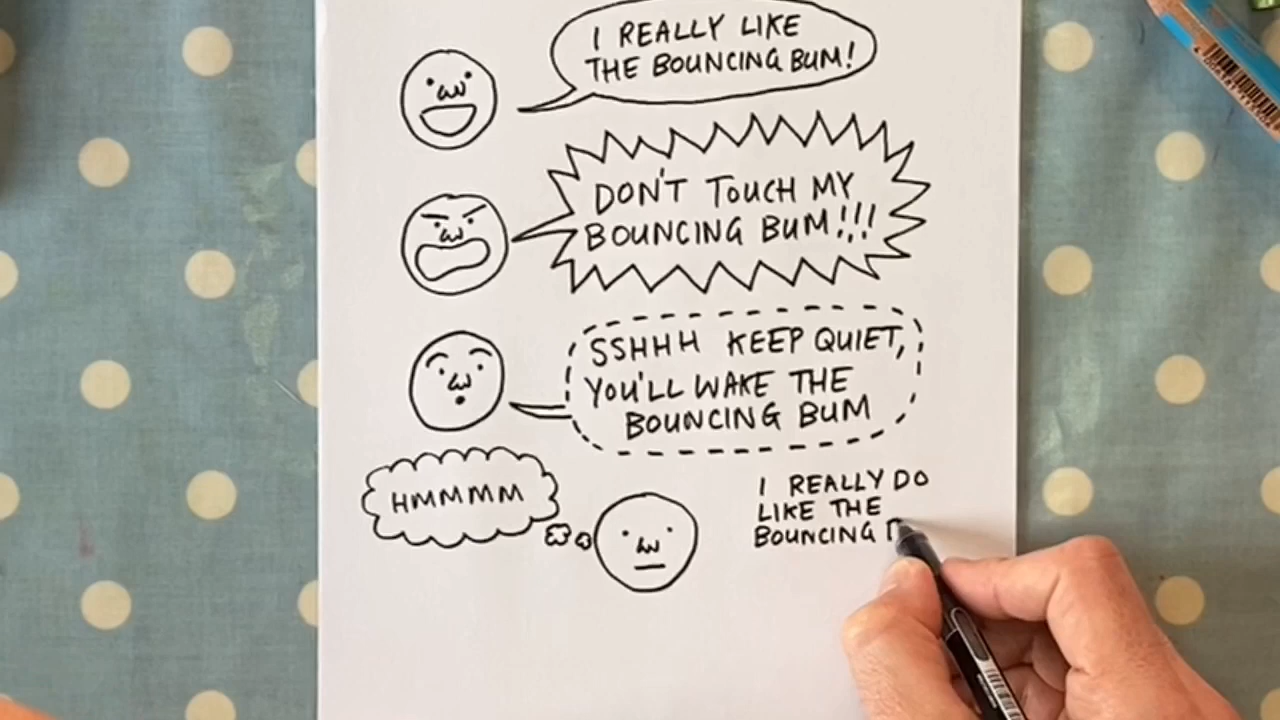 I REALLY LIKE
THE BOUNCING BUM!
DON'T TOUCH MY
BOUNCING BUM!!!
SSHHH KEEP QUIET,
YOU'LL WAKE THE
BOUNCING BUM
HMMMM
I REALLY DO
LIKE THE
BOUNCING